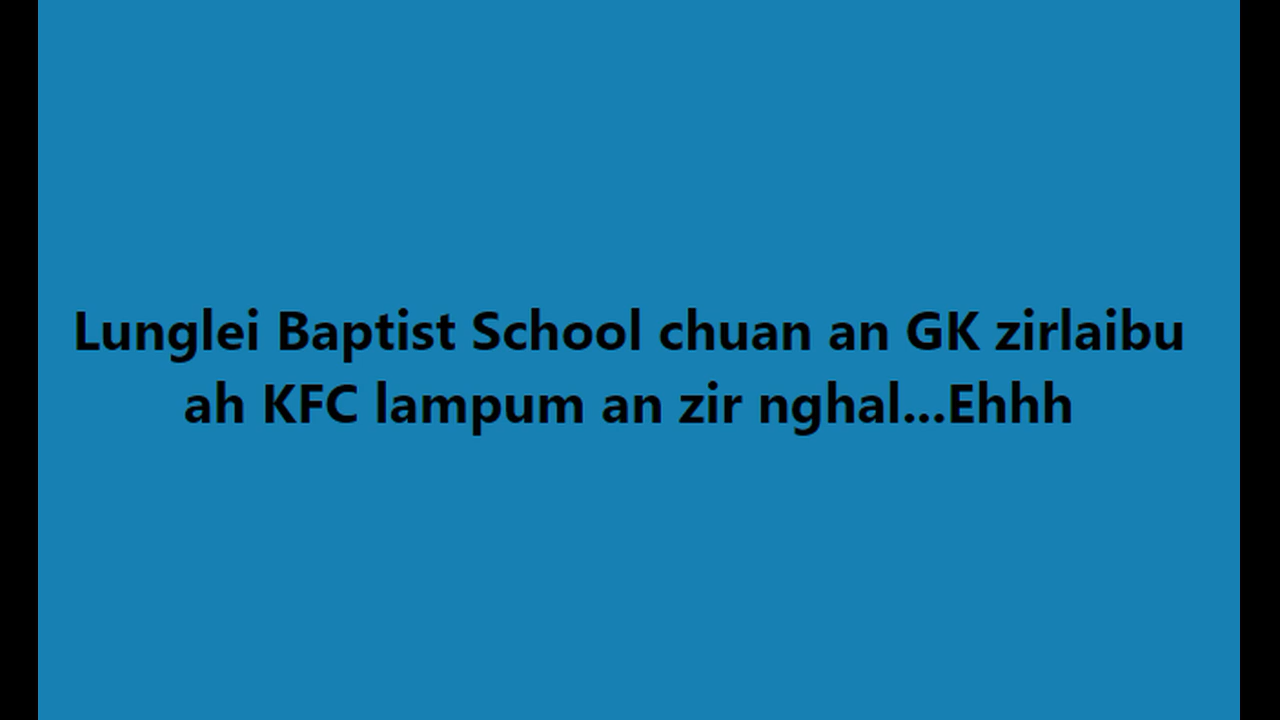 Lunglei Baptist School chuan an GK zirlaibu
ah KFC lampum an zir nghal...Ehhh